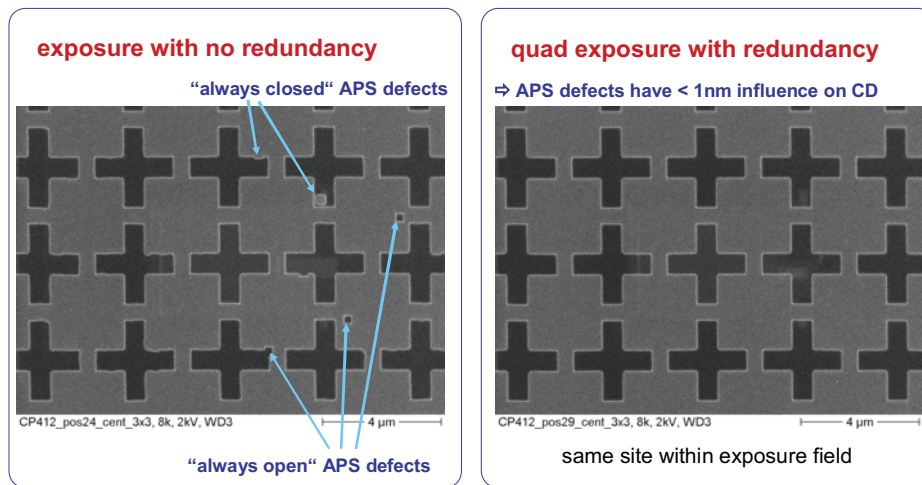 exposure with no redundancy
“always closed“ APS defects
CP412_pos24_cent_3x3, 8k, 2kV, WD3
4 µm
“always open“ APS defects
quad exposure with redundancy
⇨ APS defects have < 1nm influence on CD
CP412_pos29_cent_3x3, 8k, 2kV, WD3
4 µm
same site within exposure field